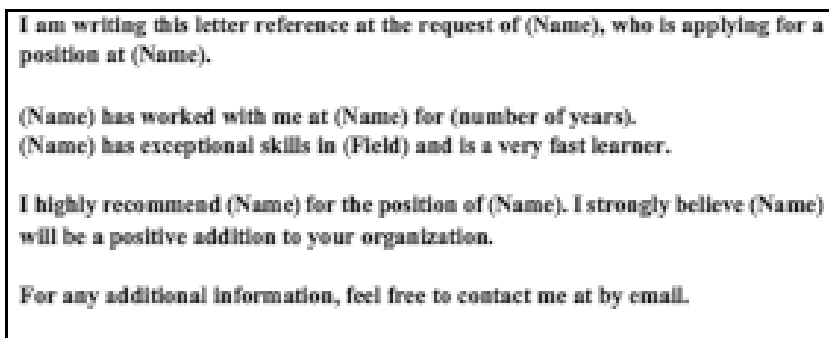 I am writing this letter reference at the request of (Name), who is applying for a
position at (Name).
(Name) has worked with me at (Name) for (number of years).
(Name) has exceptional skills in (Field) and is a very fast learner.
I highly recommend (Name) for the position of (Name). I strongly believe (Name)
will be a positive addition to your organization.
For any additional information, feel free to contact me at by email.